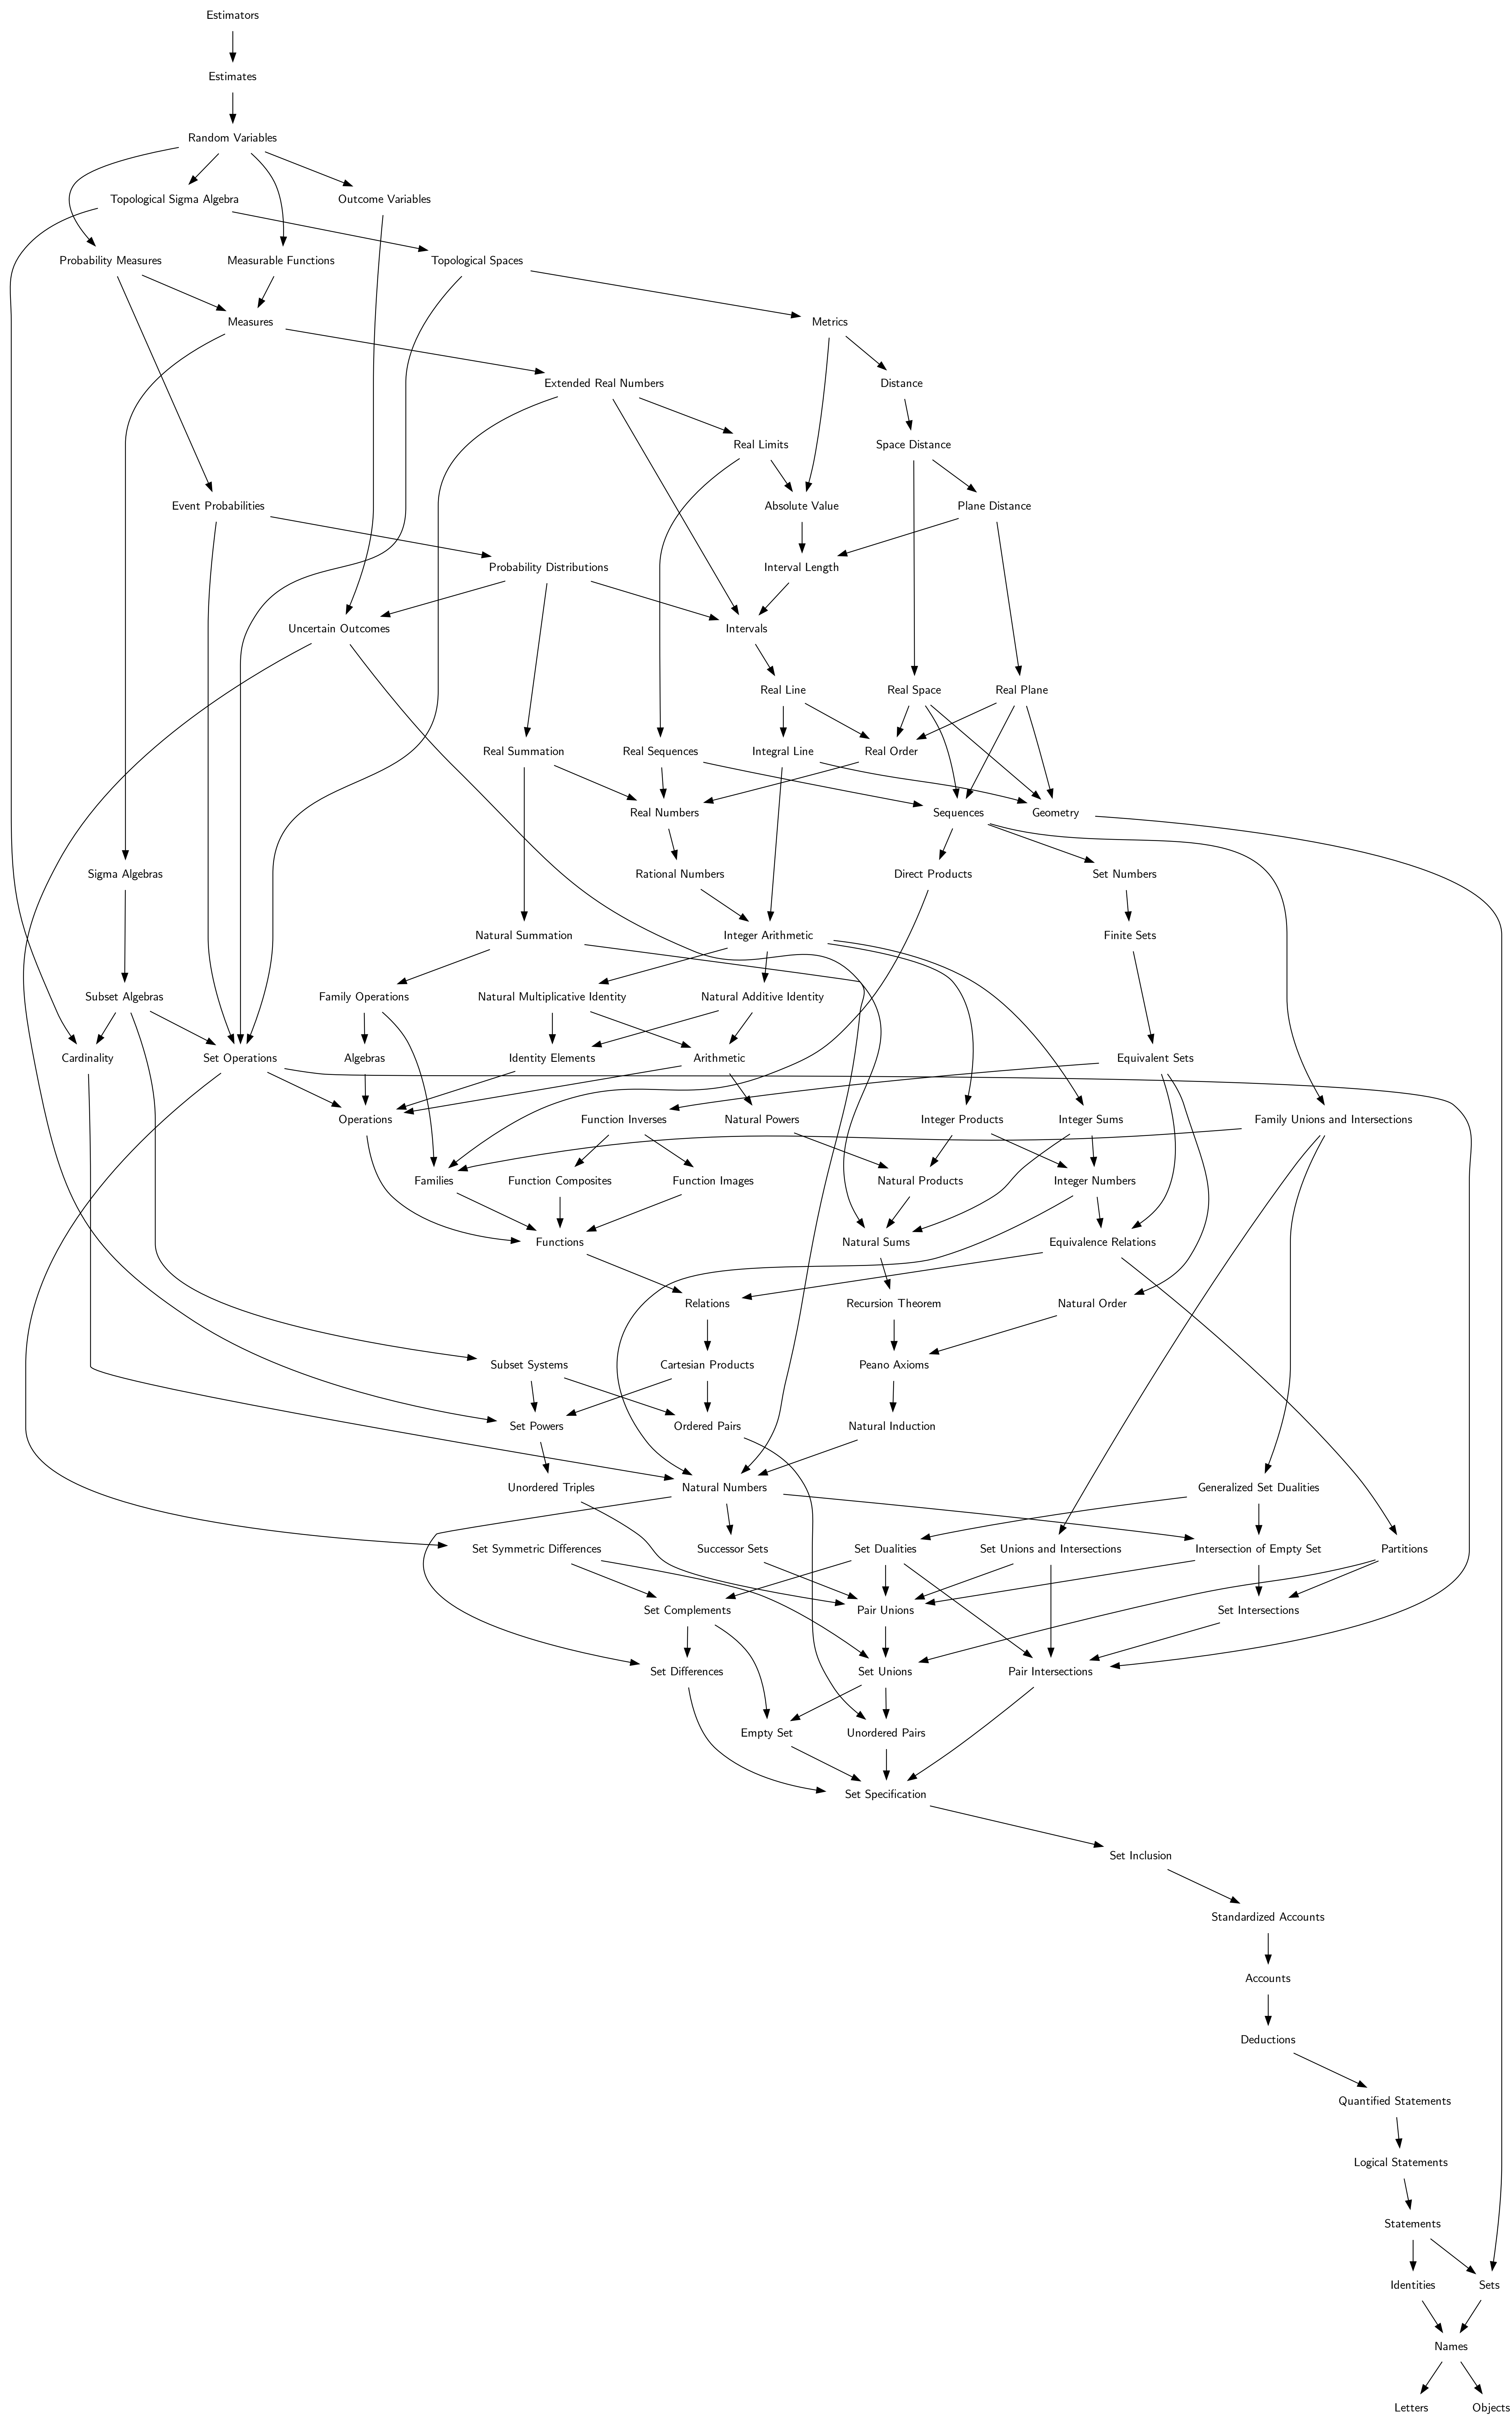 Estimators
Estimates
Random Variables
Topological Sigma Algebra
Outcome Variables
Probability Measures
Measurable Functions
Topological Spaces
Measures
Metrics
Extended Real Numbers
Distance
Real Limits
Space Distance
Event Probabilities
Absolute Value
Plane Distance
Probability Distributions
Interval Length
Uncertain Outcomes
Intervals
Real Line
Real Space
Real Plane
Real Summation
Real Sequences
Integral Line
Real Order
Real Numbers
Sequences
Geometry
Sigma Algebras
Rational Numbers
Direct Products
Set Numbers
Natural Summation
Integer Arithmetic
Finite Sets
Subset Algebras
Family Operations
Natural Multiplicative Identity
Natural Additive Identity
Cardinality
Set Operations
Algebras
Identity Elements
Arithmetic
Equivalent Sets
Operations
Function Inverses
Natural Powers
Integer Products
Integer Sums
Family Unions and Intersections
Families
Function Composites
Function Images
Natural Products
Integer Numbers
Functions
Natural Sums
Equivalence Relations
Relations
Recursion Theorem
Natural Order
Subset Systems
Cartesian Products
Peano Axioms
Set Powers
Ordered Pairs
Natural Induction
Unordered Triples
Natural Numbers
Generalized Set Dualities
Set Symmetric Differences
Successor Sets
Set Dualities
Set Unions and Intersections
Intersection of Empty Set
Partitions
Set Complements
Pair Unions
Set Intersections
Set Differences
Set Unions
Pair Intersections
Empty Set
Unordered Pairs
Set Specification
Set Inclusion
Standardized Accounts
Accounts
Deductions
Quantified Statements
Logical Statements
Statements
Identities
Sets
Names
Letters
Objects